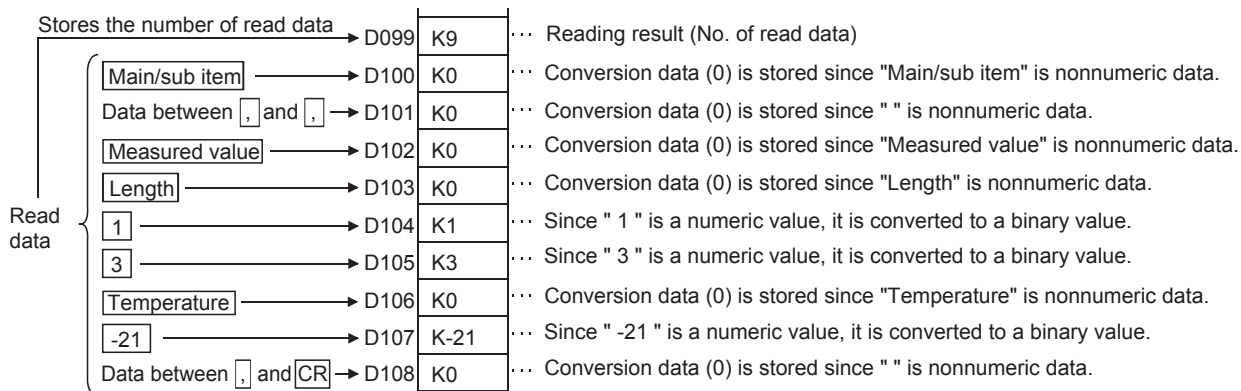 Stores the number of read data D099 K9 ··· Reading result (No. of read data)
Main/sub item D100 K0 ··· Conversion data (0) is stored since "Main/sub item" is nonnumeric data.
Data between , and , D101 K0 ··· Conversion data (0) is stored since " " is nonnumeric data.
Measured value D102 K0 ··· Conversion data (0) is stored since "Measured value" is nonnumeric data.
Length D103 K0 ··· Conversion data (0) is stored since "Length" is nonnumeric data.
Read data
1 D104 K1 ··· Since " 1 " is a numeric value, it is converted to a binary value.
3 D105 K3 ··· Since " 3 " is a numeric value, it is converted to a binary value.
Temperature D106 K0 ··· Conversion data (0) is stored since "Temperature" is nonnumeric data.
-21 D107 K-21 ··· Since " -21 " is a numeric value, it is converted to a binary value.
Data between , and CR D108 K0 ··· Conversion data (0) is stored since " " is nonnumeric data.